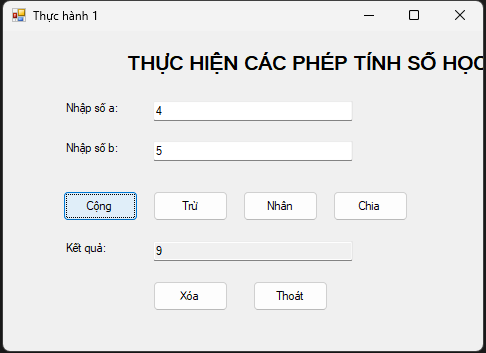 Thực hành 1
THỰC HIỆN CÁC PHÉP TÍNH SỐ HỌC
Nhập số a: 4
Nhập số b: 5
Cộng Trừ Nhân Chia
Kết quả: 9
Xóa Thoát